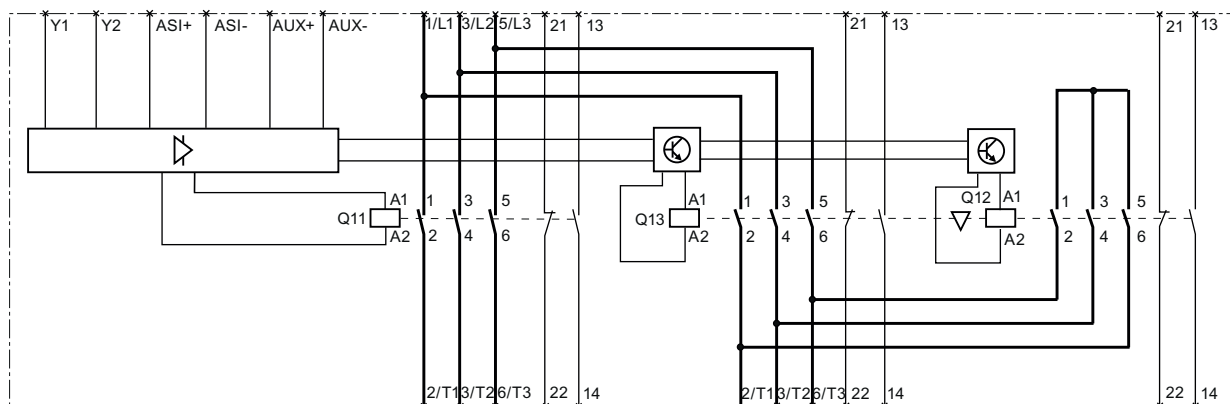 Y1 Y2 ASI+ ASI- AUX+ AUX- 1/L1 3/L2 5/L3 21 13 21 13 21 13
Q11 A1 1 3 5 Q13 A1 1 3 5 Q12 A1 1 3 5
A2 2 4 6 A2 2 4 6 A2 2 4 6
2/T1 3/T2 6/T3 22 14 2/T1 3/T2 6/T3 22 14 22 14